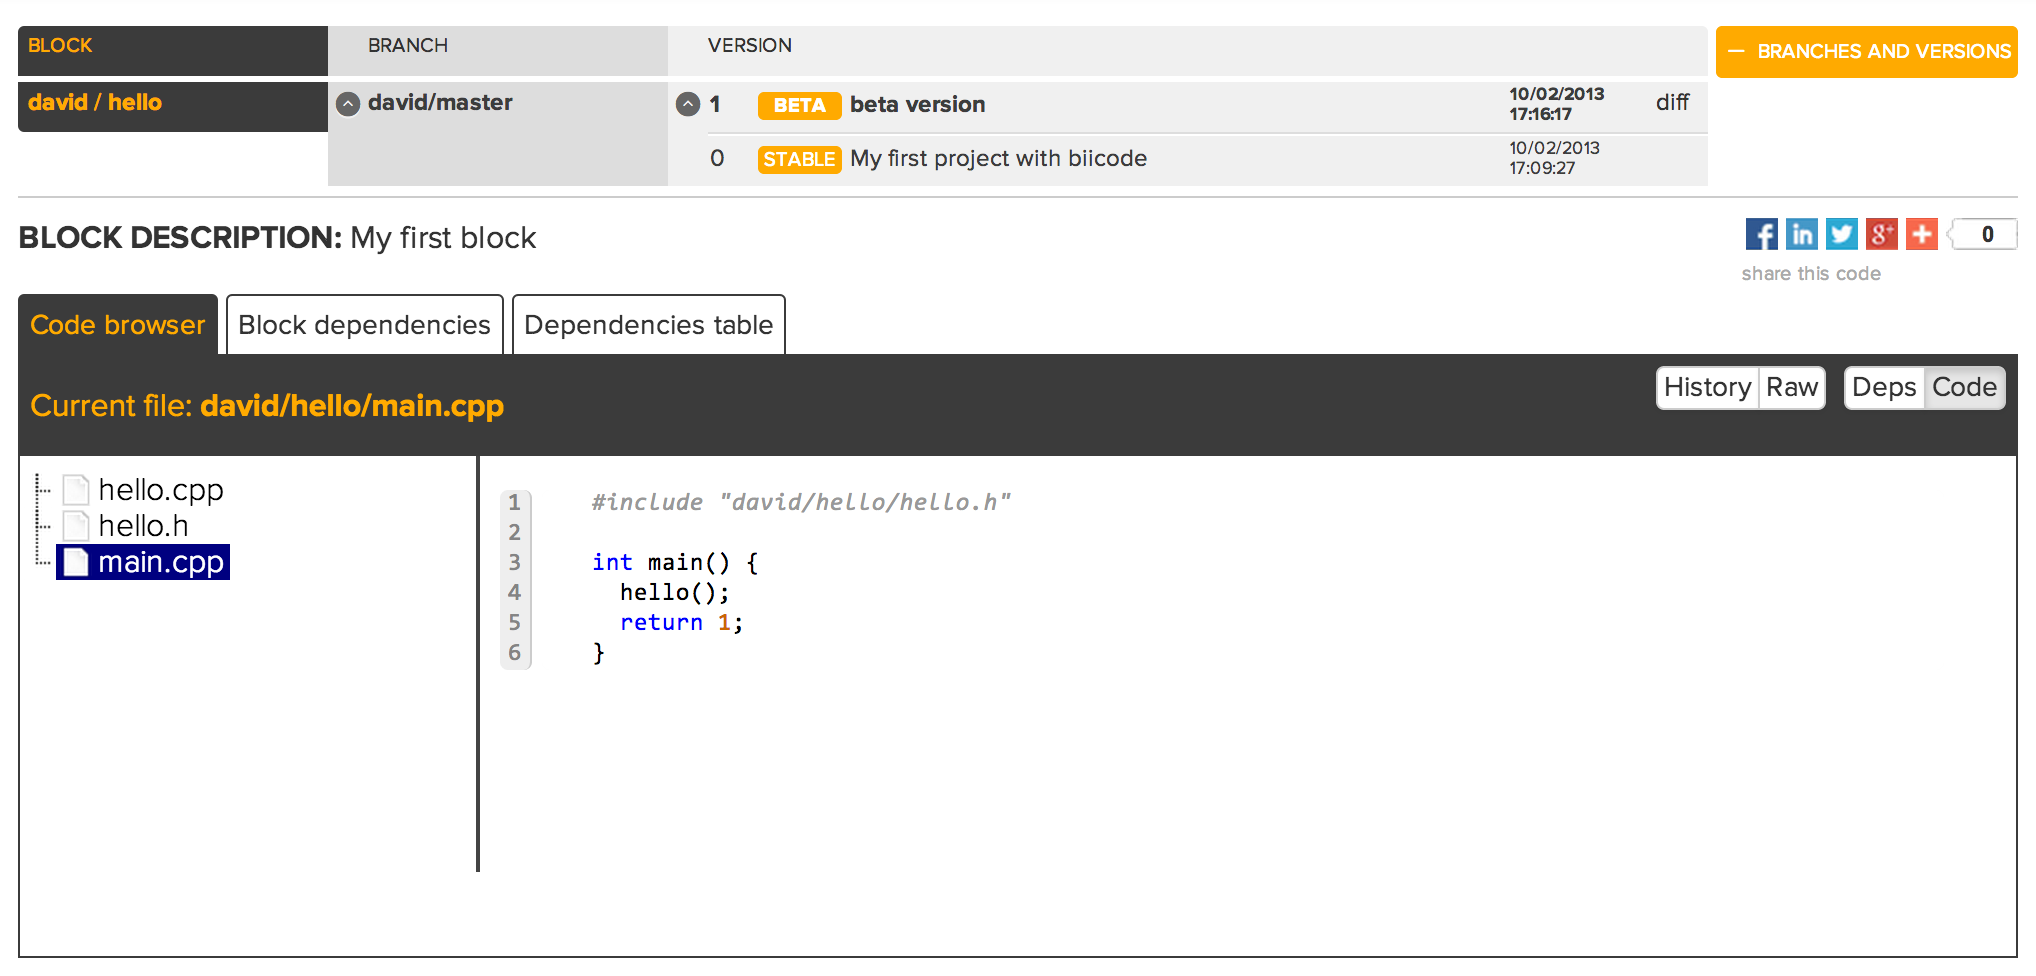 BLOCK BRANCH VERSION — BRANCHES AND VERSIONS
david / hello david/master 1 BETA beta version 10/02/2013 17:16:17 diff
0 STABLE My first project with biicode 10/02/2013 17:09:27
BLOCK DESCRIPTION: My first block
f in g+ + 0
share this code
Code browser Block dependencies Dependencies table
History Raw Deps Code
Current file: david/hello/main.cpp
hello.cpp
hello.h
main.cpp
1 #include "david/hello/hello.h"
2
3 int main() {
4   hello();
5   return 1;
6 }